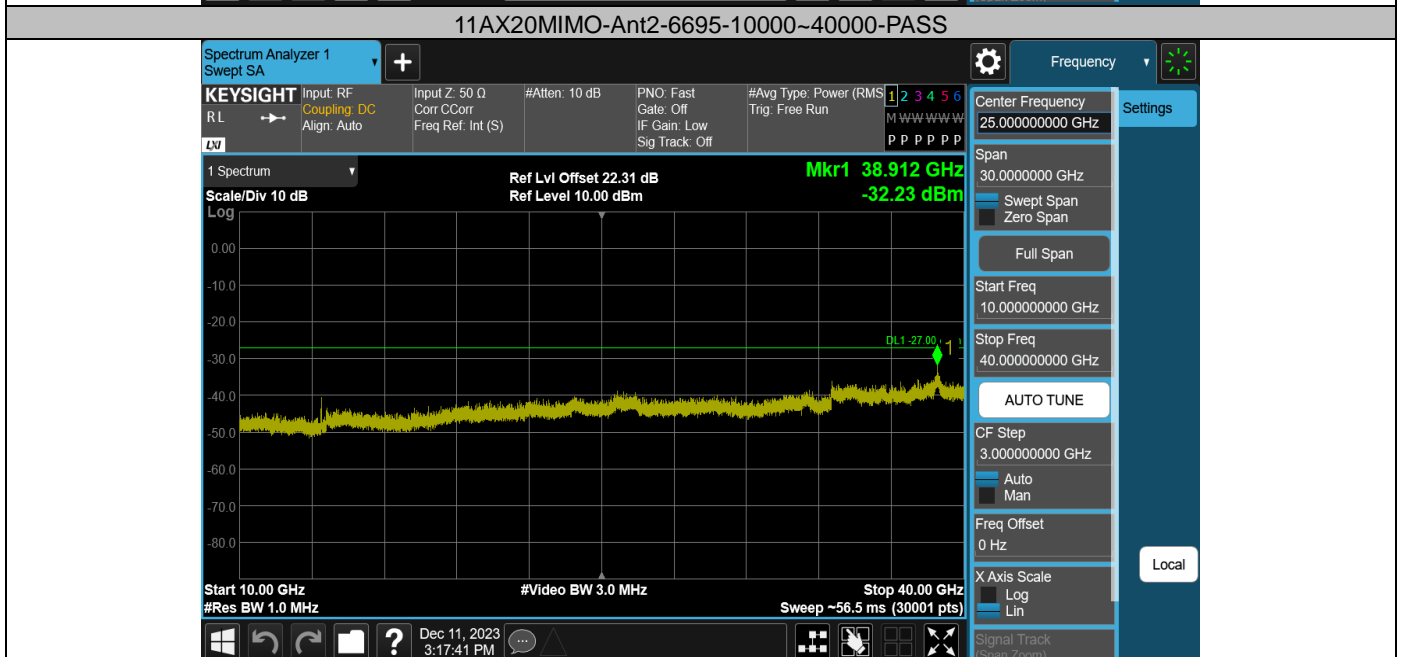 11AX20MIMO-Ant2-6695-10000~40000-PASS
Spectrum Analyzer 1
Swept SA
Frequency
KEYSIGHT
RL
LXI
Input: RF
Coupling: DC
Align: Auto
Input Z: 50 Ω
Corr CCorr
Freq Ref: Int (S)
#Atten: 10 dB
PNO: Fast
Gate: Off
IF Gain: Low
Sig Track: Off
#Avg Type: Power (RMS
Trig: Free Run
1 2 3 4 5 6
M W W W W W
P P P P P P
1 Spectrum
Scale/Div 10 dB
Ref Lvl Offset 22.31 dB
Ref Level 10.00 dBm
Mkr1 38.912 GHz
-32.23 dBm
Log
0.00
-10.0
-20.0
-30.0
-40.0
-50.0
-60.0
-70.0
-80.0
DL1 -27.00
1
Start 10.00 GHz
#Res BW 1.0 MHz
#Video BW 3.0 MHz
Stop 40.00 GHz
Sweep ~56.5 ms (30001 pts)
Center Frequency
25.000000000 GHz
Settings
Span
30.0000000 GHz
Swept Span
Zero Span
Full Span
Start Freq
10.000000000 GHz
Stop Freq
40.000000000 GHz
AUTO TUNE
CF Step
3.000000000 GHz
Auto
Man
Freq Offset
0 Hz
X Axis Scale
Log
Lin
Local
Signal Track
(Span Zoom)
?
Dec 11, 2023
3:17:41 PM